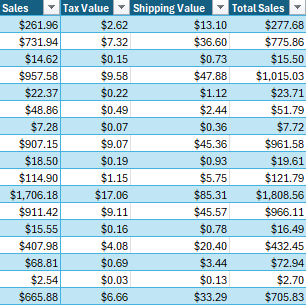 Sales Tax Value Shipping Value Total Sales
$261.96 $2.62 $13.10 $277.68
$731.94 $7.32 $36.60 $775.86
$14.62 $0.15 $0.73 $15.50
$957.58 $9.58 $47.88 $1,015.03
$22.37 $0.22 $1.12 $23.71
$48.86 $0.49 $2.44 $51.79
$7.28 $0.07 $0.36 $7.72
$907.15 $9.07 $45.36 $961.58
$18.50 $0.19 $0.93 $19.61
$114.90 $1.15 $5.75 $121.79
$1,706.18 $17.06 $85.31 $1,808.56
$911.42 $9.11 $45.57 $966.11
$15.55 $0.16 $0.78 $16.49
$407.98 $4.08 $20.40 $432.45
$68.81 $0.69 $3.44 $72.94
$2.54 $0.03 $0.13 $2.70
$665.88 $6.66 $33.29 $705.83